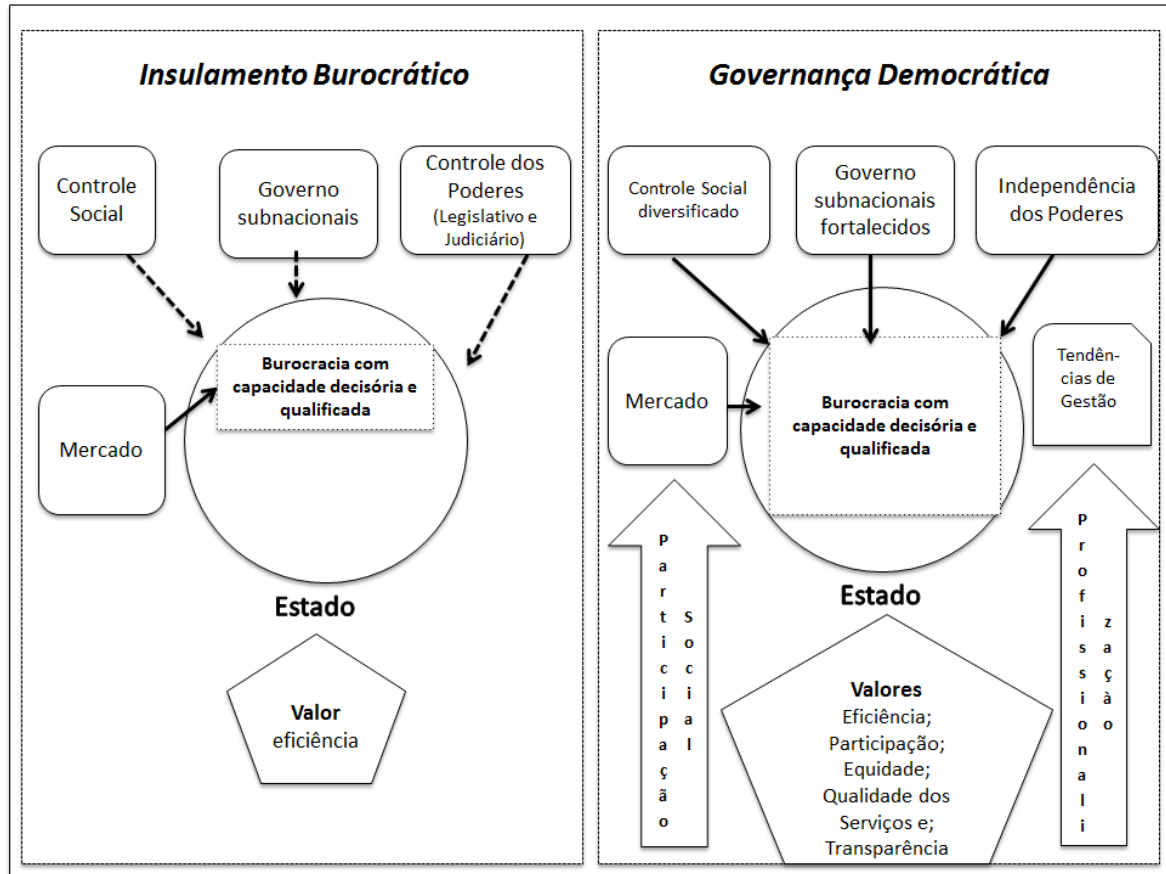 Insulamento Burocrático
Controle
Social
Governo
subnacionais
Controle dos
Poderes
(Legislativo e
Judiciário)
Burocracia com
capacidade decisória e
qualificada
Mercado
Estado
Valor
eficiência
Governança Democrática
Controle Social
diversificado
Governo
subnacionais
fortalecidos
Independência
dos Poderes
Mercado
Burocracia com
capacidade decisória e
qualificada
Tendên-
cias de
Gestão
Participação
Social
Profissionali
zaçào
Estado
Valores
Eficiência;
Participação;
Equidade;
Qualidade dos
Serviços e;
Transparência